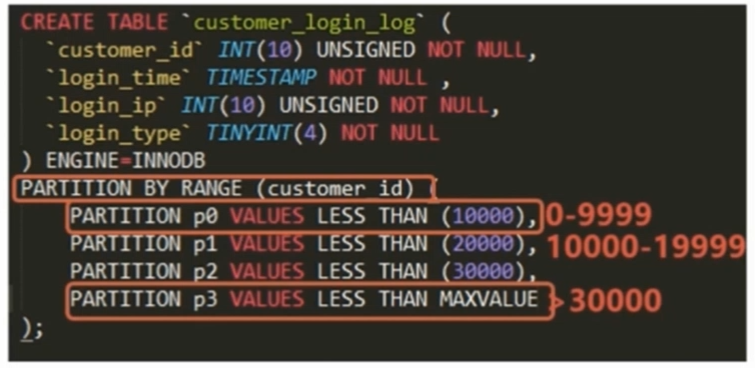 CREATE TABLE `customer_login_log` (
`customer_id` INT(10) UNSIGNED NOT NULL,
`login_time` TIMESTAMP NOT NULL ,
`login_ip` INT(10) UNSIGNED NOT NULL,
`login_type` TINYINT(4) NOT NULL
) ENGINE=INNODB
PARTITION BY RANGE (customer_id) (
PARTITION p0 VALUES LESS THAN (10000), 0-9999
PARTITION p1 VALUES LESS THAN (20000), 10000-19999
PARTITION p2 VALUES LESS THAN (30000),
PARTITION p3 VALUES LESS THAN MAXVALUE >30000
);